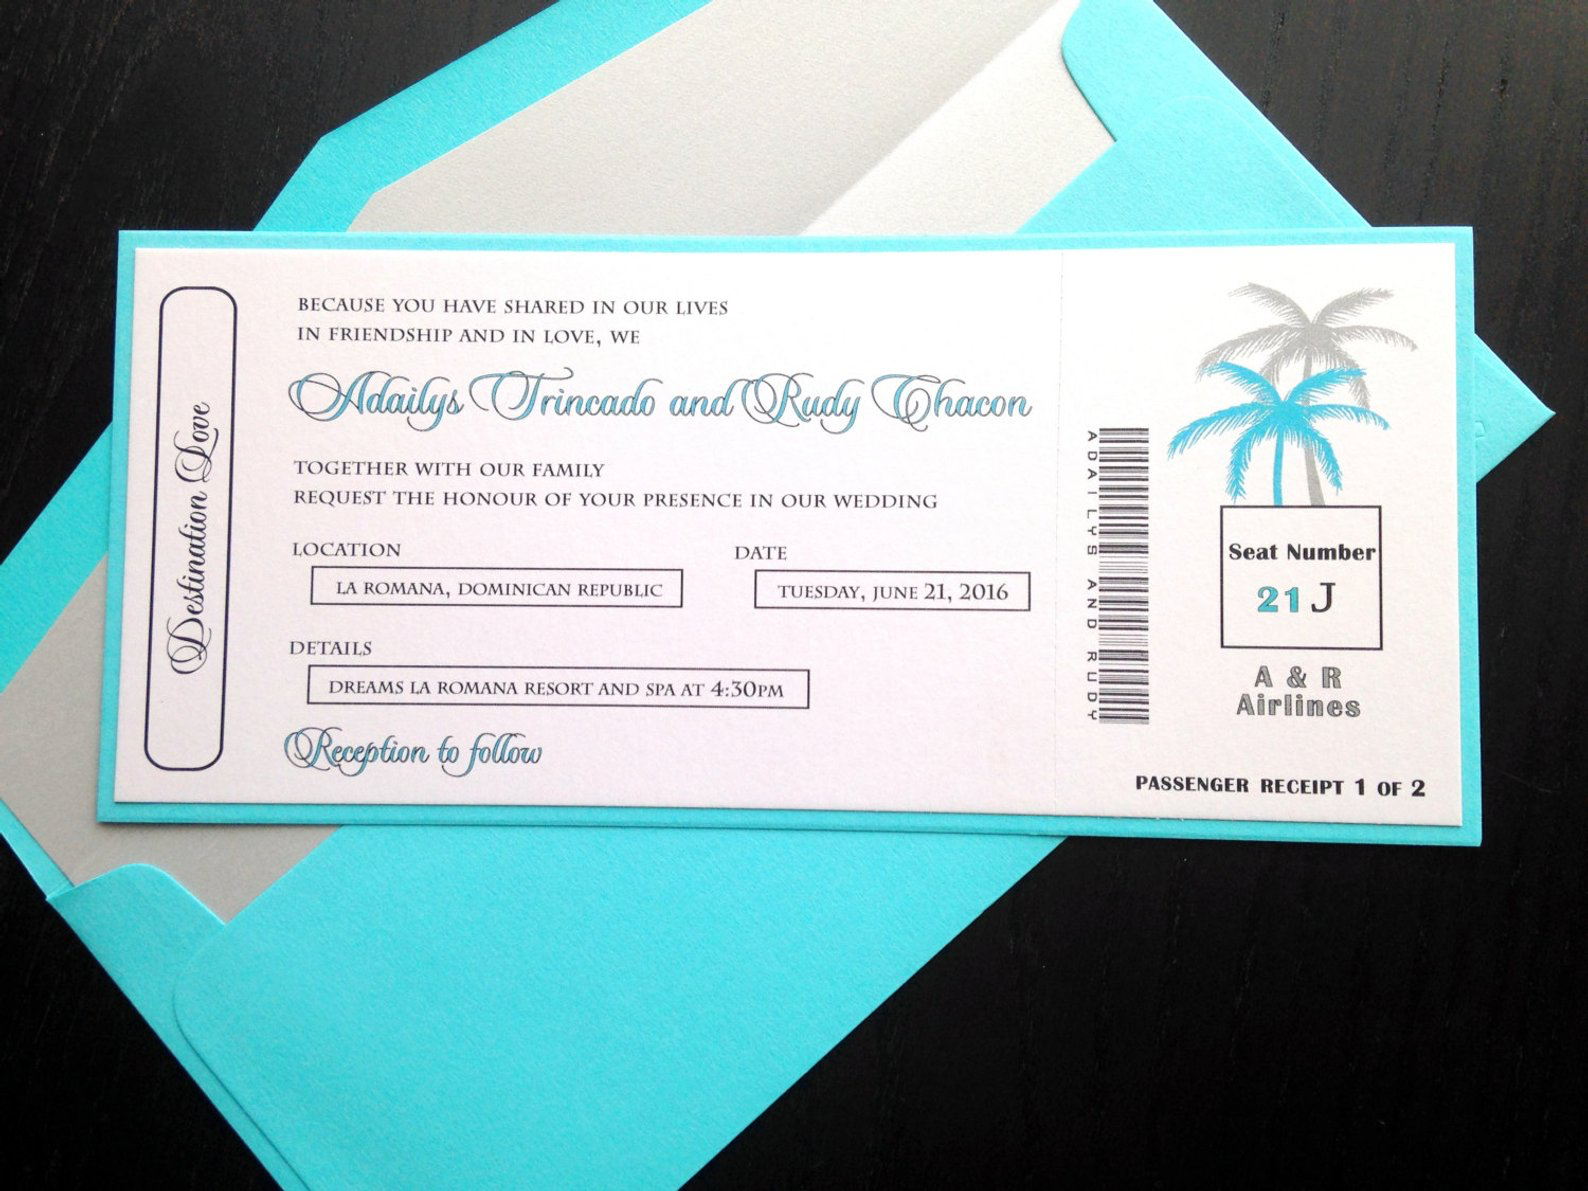 Destination Love
BECAUSE YOU HAVE SHARED IN OUR LIVES
IN FRIENDSHIP AND IN LOVE, WE
Adailys Trincado and Rudy Chacon
TOGETHER WITH OUR FAMILY
REQUEST THE HONOUR OF YOUR PRESENCE IN OUR WEDDING
LOCATION
LA ROMANA, DOMINICAN REPUBLIC
DATE
TUESDAY, JUNE 21, 2016
DETAILS
DREAMS LA ROMANA RESORT AND SPA AT 4:30PM
Reception to follow
ADAILYS AND RUDY
Seat Number
21J
A & R
Airlines
PASSENGER RECEIPT 1 OF 2